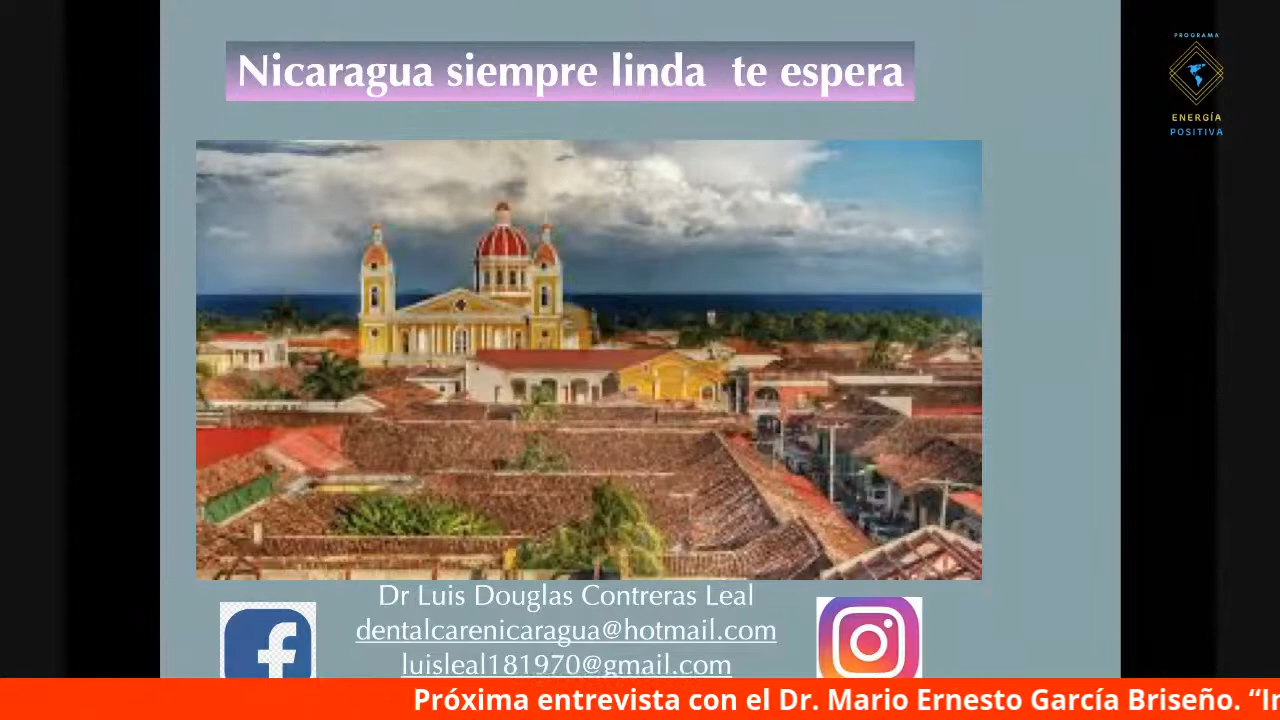 PROGRAMA
ENERGÍA
POSITIVA
Nicaragua siempre linda te espera
Dr Luis Douglas Contreras Leal
dentalcarenicaragua@hotmail.com
luisleal181970@gmail.com
Próxima entrevista con el Dr. Mario Ernesto García Briseño. “